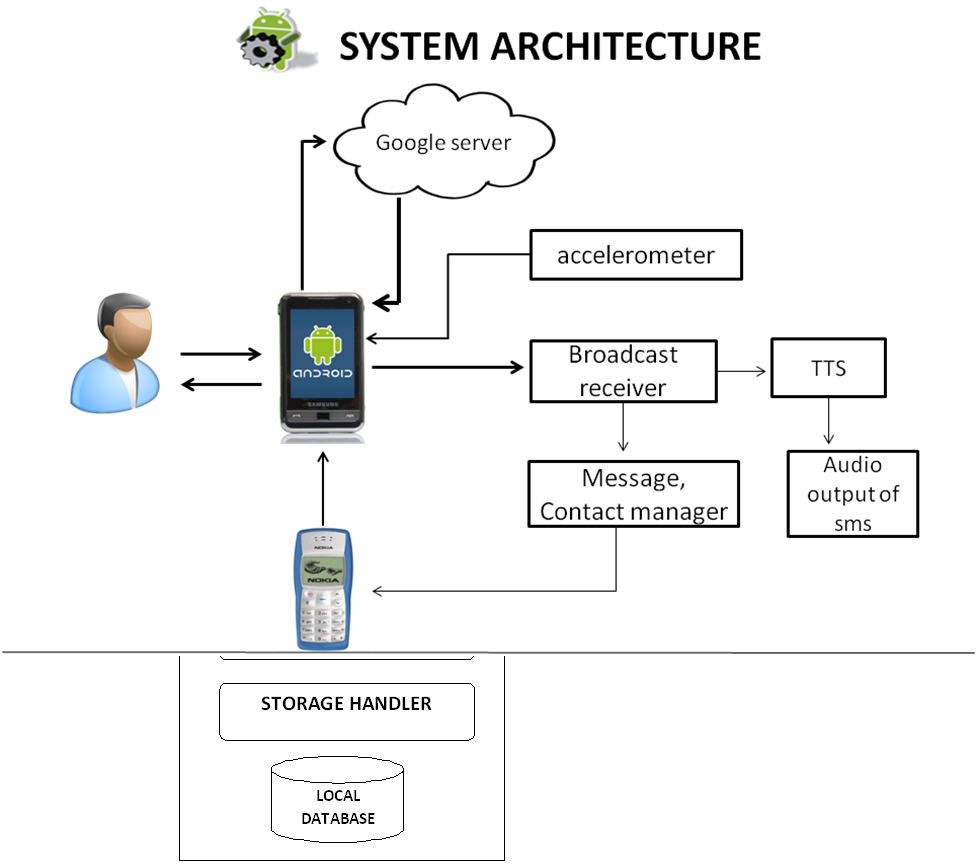 SYSTEM ARCHITECTURE
Google server
accelerometer
Broadcast
receiver
TTS
ANDROID
SAMSUNG
Message,
Contact manager
Audio
output of
sms
NOKIA
NOKIA
STORAGE HANDLER
LOCAL
DATABASE